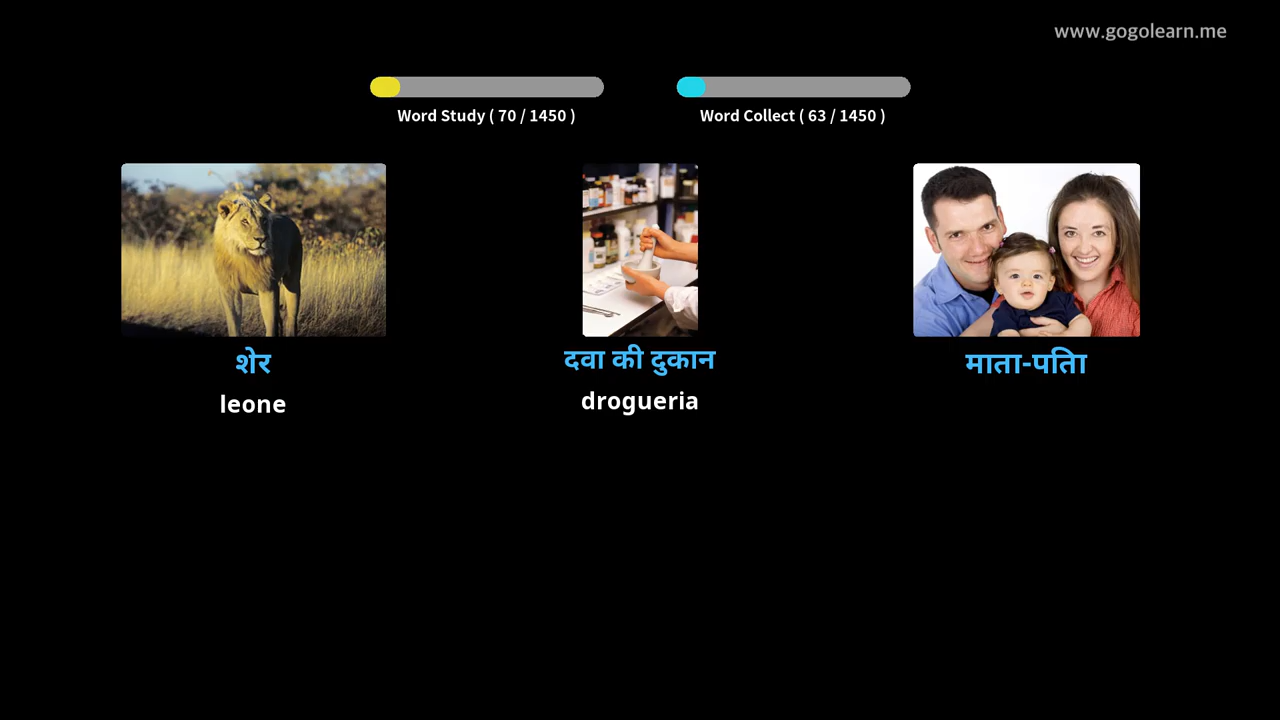 www.gogolearn.me
Word Study ( 70 / 1450 )
Word Collect ( 63 / 1450 )
शेर
दवा की दुकान
माता-पिता
leone
drogueria